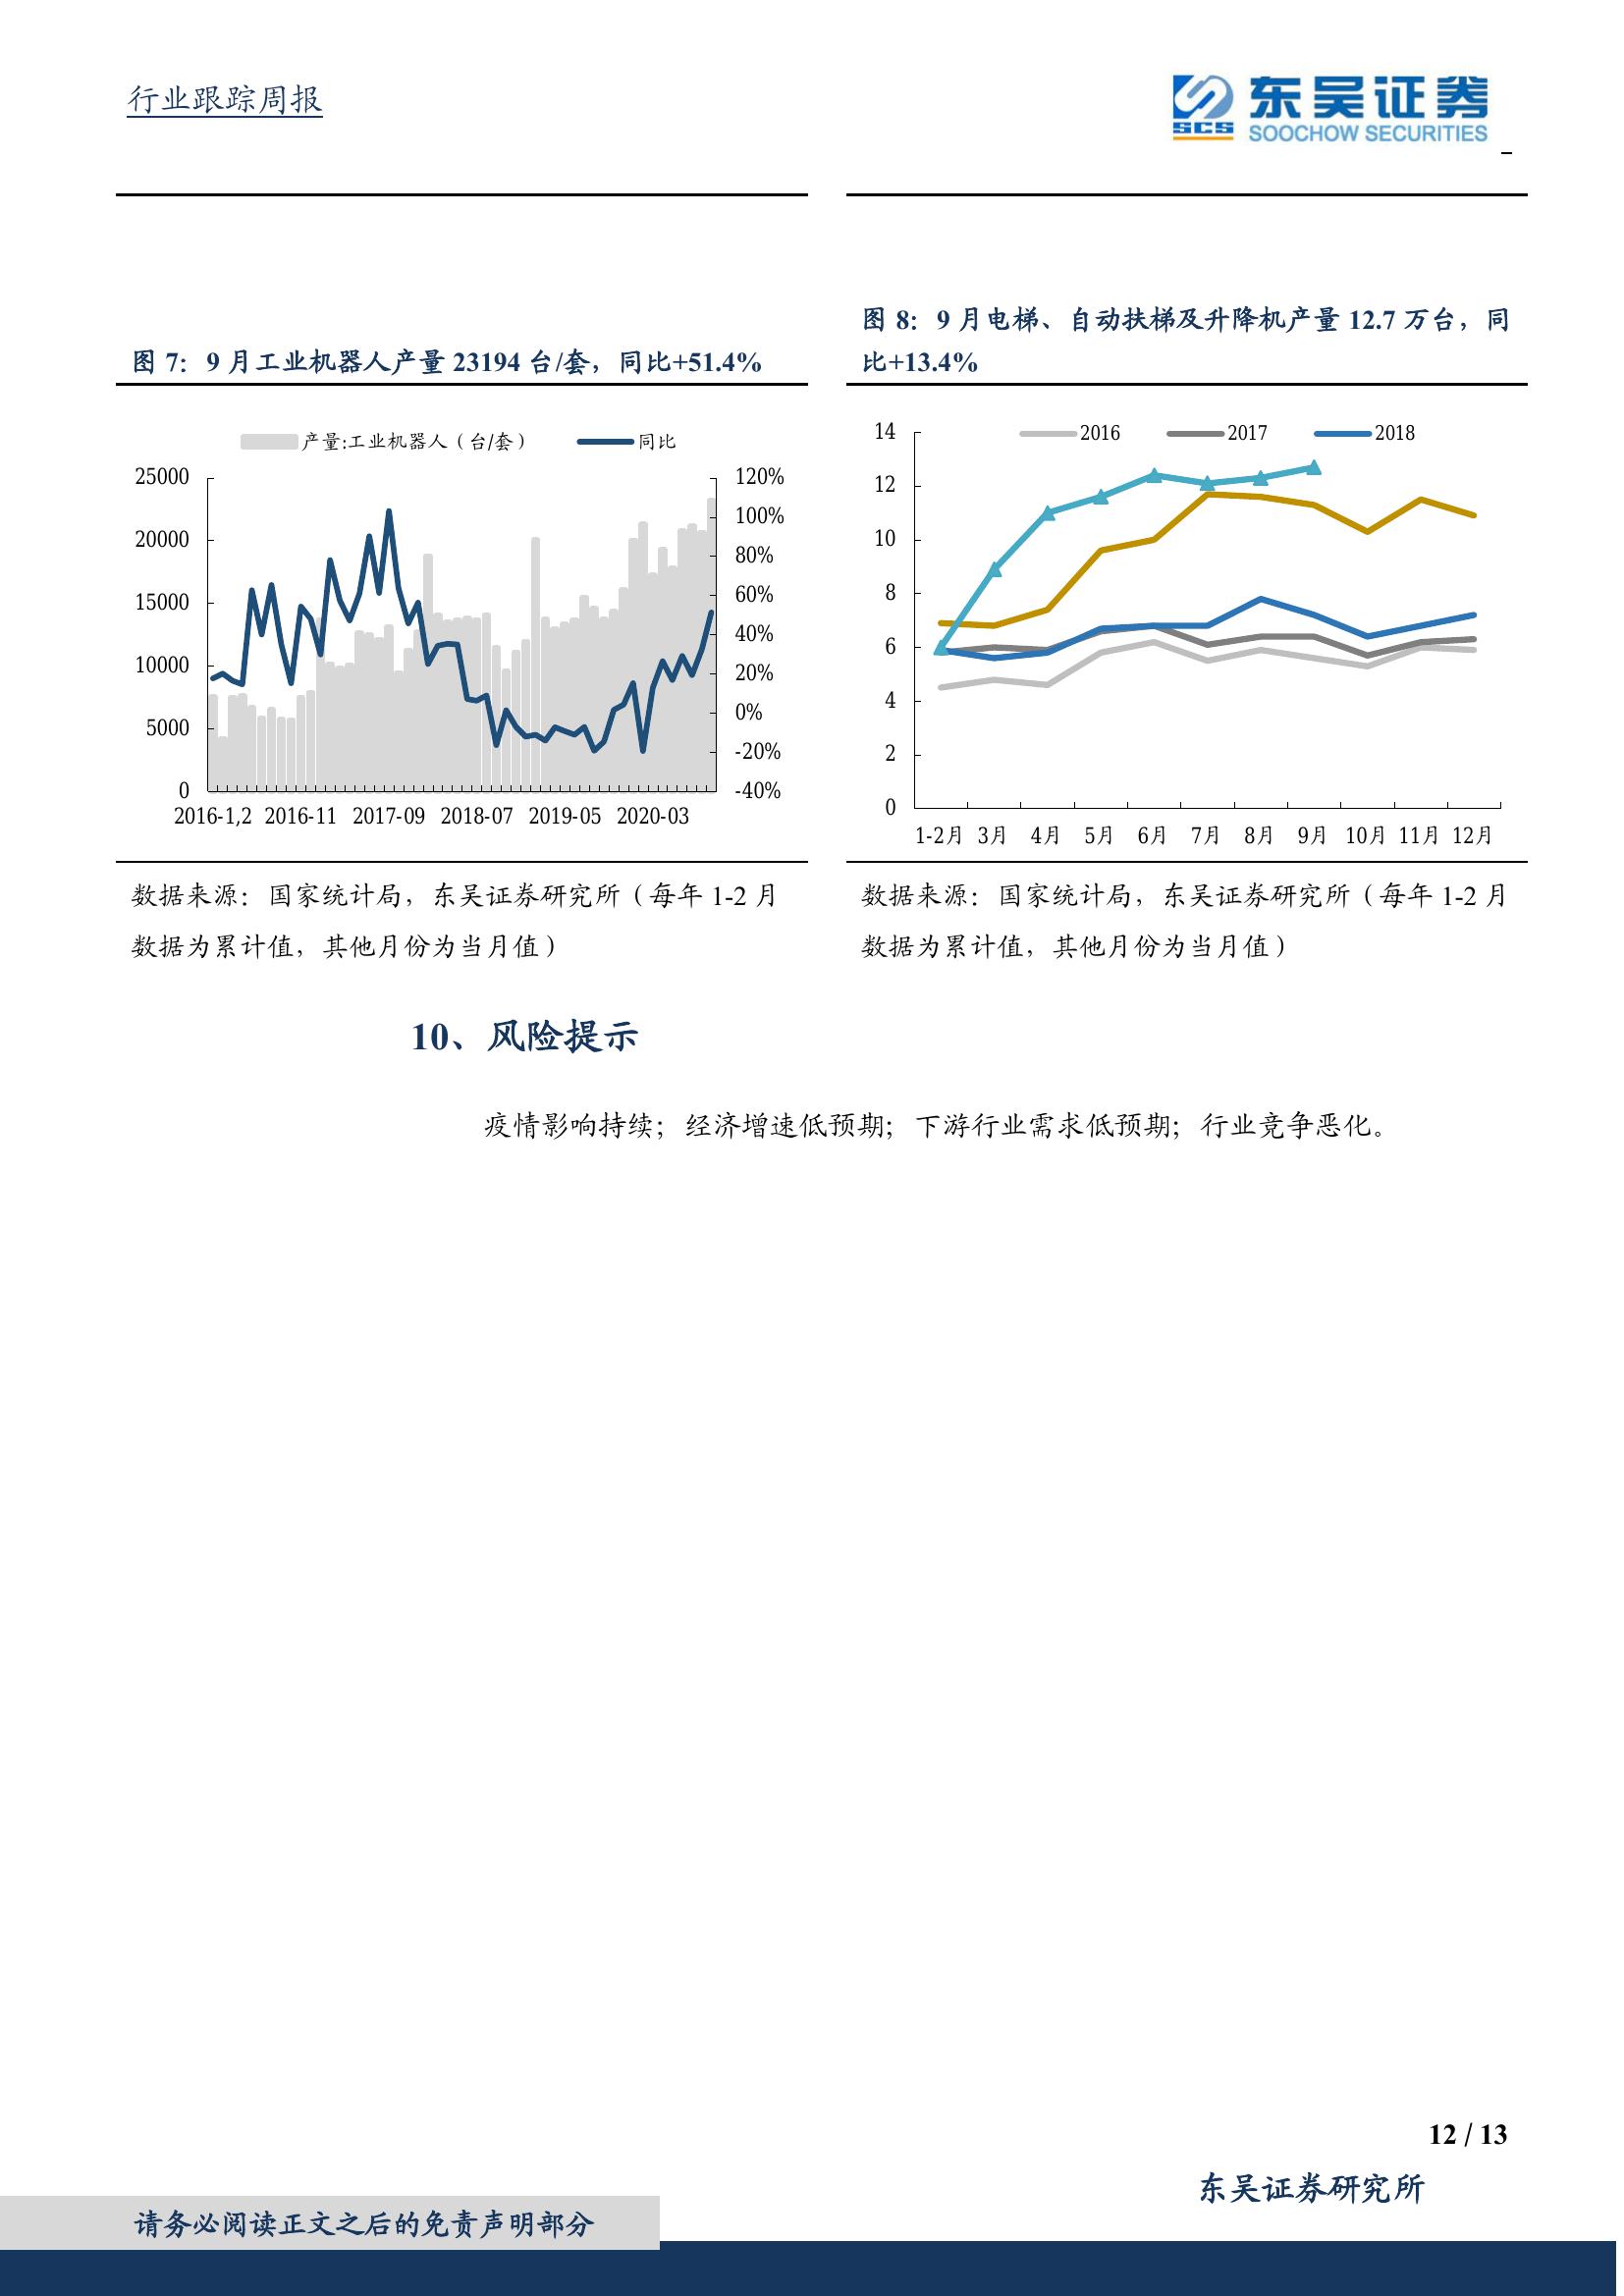 行业跟踪周报
SCS
东吴证券
SOOCHOW SECURITIES
图 7：9 月工业机器人产量 23194 台/套，同比+51.4%
产量:工业机器人（台/套）
同比
25000
20000
15000
10000
5000
0
120%
100%
80%
60%
40%
20%
0%
-20%
-40%
2016-1,2 2016-11 2017-09 2018-07 2019-05 2020-03
数据来源：国家统计局，东吴证券研究所（每年 1-2 月
数据为累计值，其他月份为当月值）
图 8：9 月电梯、自动扶梯及升降机产量 12.7 万台，同
比+13.4%
2016 2017 2018
14
12
10
8
6
4
2
0
1-2月 3月 4月 5月 6月 7月 8月 9月 10月 11月 12月
数据来源：国家统计局，东吴证券研究所（每年 1-2 月
数据为累计值，其他月份为当月值）
10、风险提示
疫情影响持续；经济增速低预期；下游行业需求低预期；行业竞争恶化。
12 / 13
东吴证券研究所
请务必阅读正文之后的免责声明部分